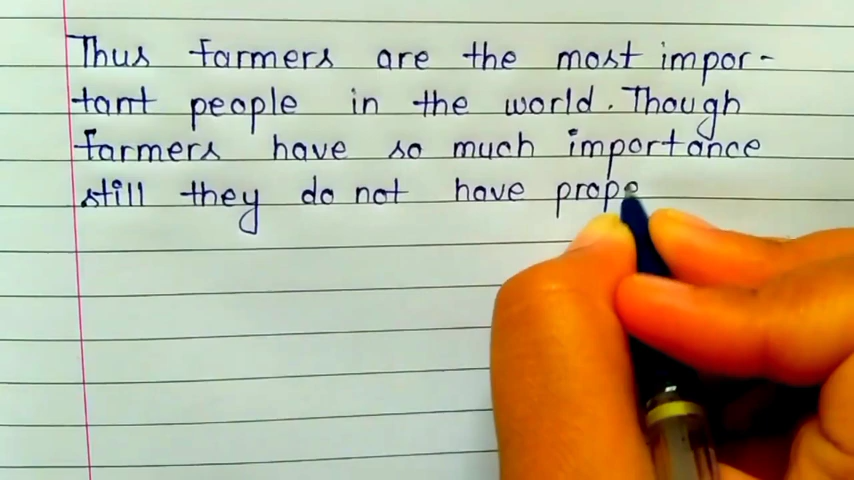 Thus farmers are the most impor-
tant people in the world. Though
farmers have so much importance
still they do not have prope